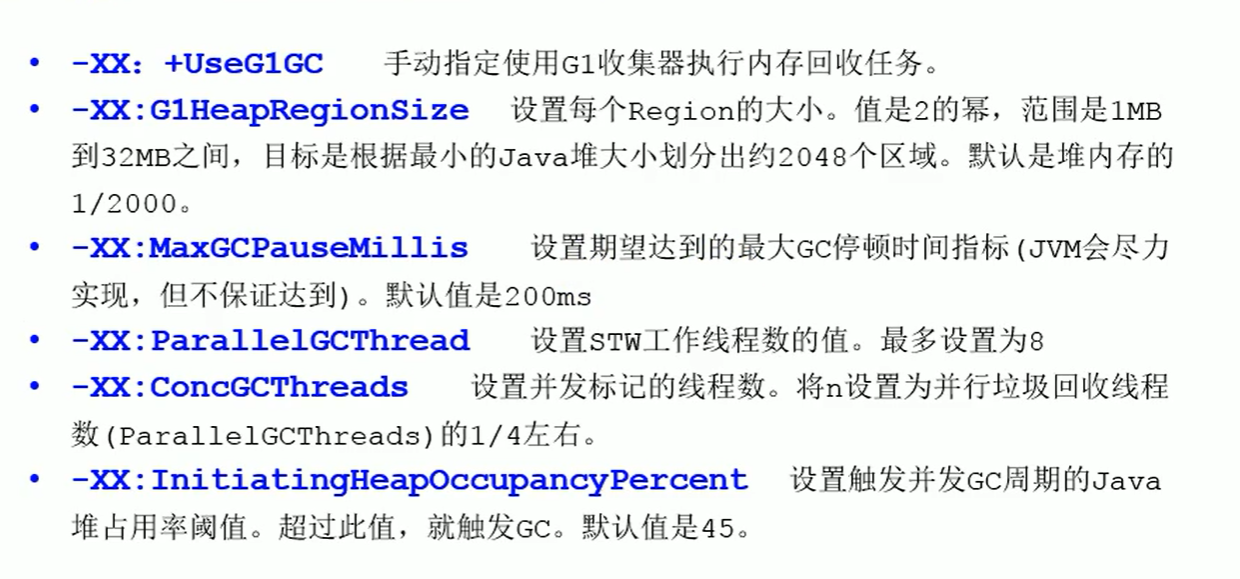 • -XX：+UseG1GC 手动指定使用G1收集器执行内存回收任务。
• -XX:G1HeapRegionSize 设置每个Region的大小。值是2的幂，范围是1MB
到32MB之间，目标是根据最小的Java堆大小划分出约2048个区域。默认是堆内存的
1/2000。
• -XX:MaxGCPauseMillis 设置期望达到的最大GC停顿时间指标(JVM会尽力
实现，但不保证达到)。默认值是200ms
• -XX:ParallelGCThread 设置STW工作线程数的值。最多设置为8
• -XX:ConcGCThreads 设置并发标记的线程数。将n设置为并行垃圾回收线程
数(ParallelGCThreads)的1/4左右。
• -XX:InitiatingHeapOccupancyPercent 设置触发并发GC周期的Java
堆占用率阈值。超过此值，就触发GC。默认值是45。